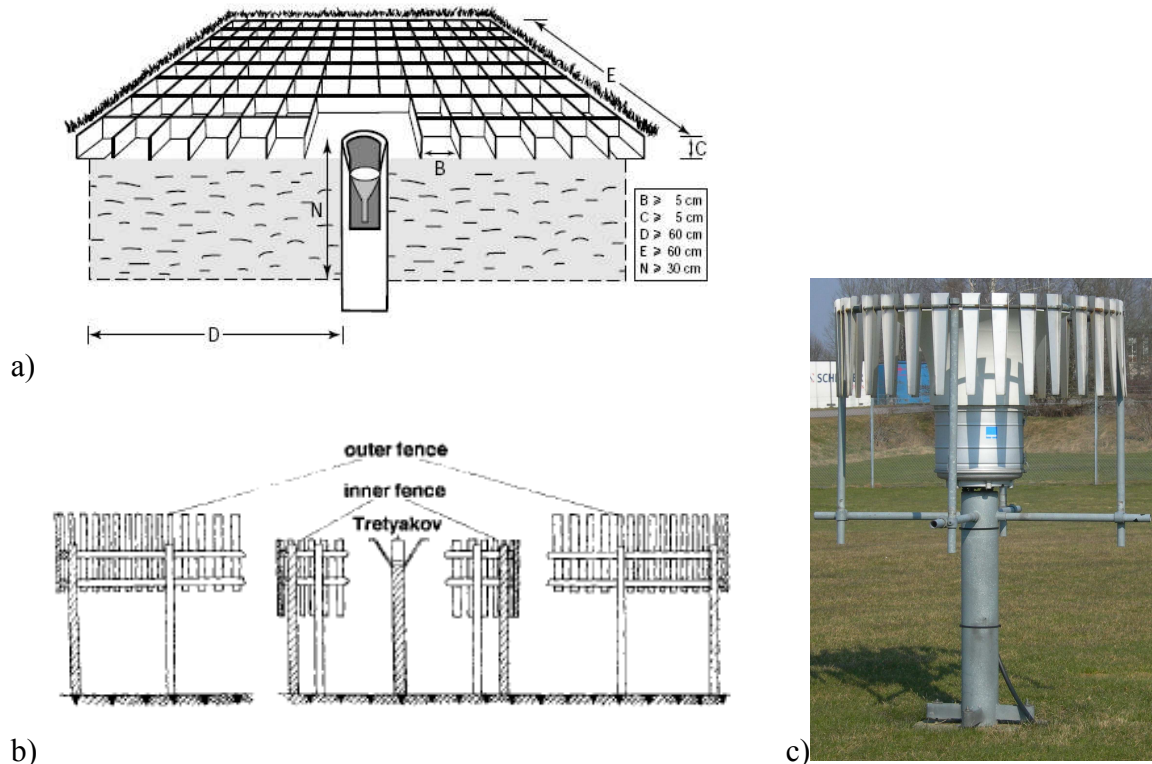 E
C
B
N
B ⩾ 5 cm
C ⩾ 5 cm
D ⩾ 60 cm
E ⩾ 60 cm
N ⩾ 30 cm
D
a)
outer fence
inner fence
Tretyakov
b)
c)